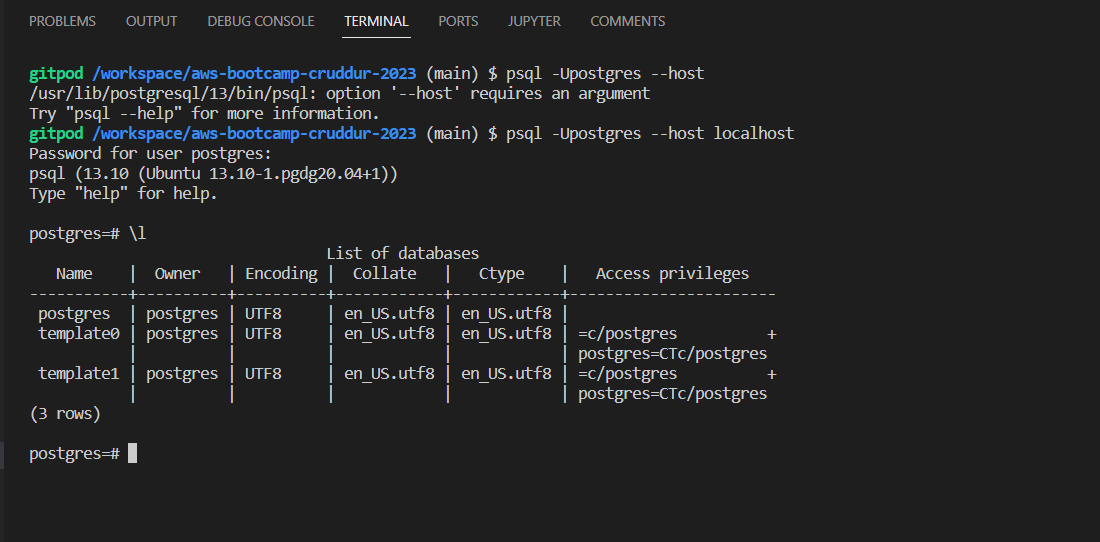 PROBLEMS OUTPUT DEBUG CONSOLE TERMINAL PORTS JUPYTER COMMENTS
gitpod /workspace/aws-bootcamp-cruddur-2023 (main) $ psql -Upostgres --host
/usr/lib/postgresql/13/bin/psql: option '--host' requires an argument
Try "psql --help" for more information.
gitpod /workspace/aws-bootcamp-cruddur-2023 (main) $ psql -Upostgres --host localhost
Password for user postgres:
psql (13.10 (Ubuntu 13.10-1.pgdg20.04+1))
Type "help" for help.
postgres=# \l
                                 List of databases
   Name    |  Owner   | Encoding |  Collate   |   Ctype    |   Access privileges
-----------+----------+----------+------------+------------+-----------------------
 postgres  | postgres | UTF8     | en_US.utf8 | en_US.utf8 |
 template0 | postgres | UTF8     | en_US.utf8 | en_US.utf8 | =c/postgres          +
           |          |          |            |            | postgres=CTc/postgres
 template1 | postgres | UTF8     | en_US.utf8 | en_US.utf8 | =c/postgres          +
           |          |          |            |            | postgres=CTc/postgres
(3 rows)
postgres=#